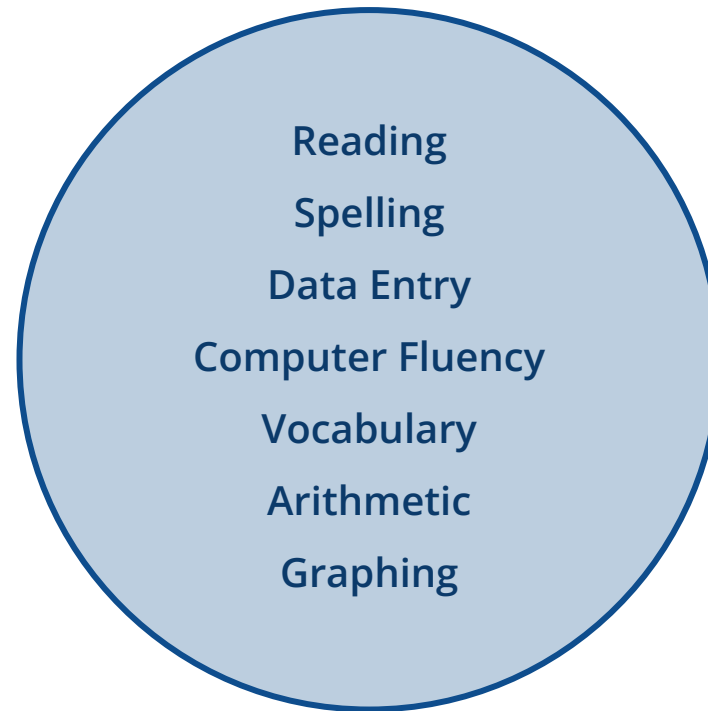 Reading
Spelling
Data Entry
Computer Fluency
Vocabulary
Arithmetic
Graphing